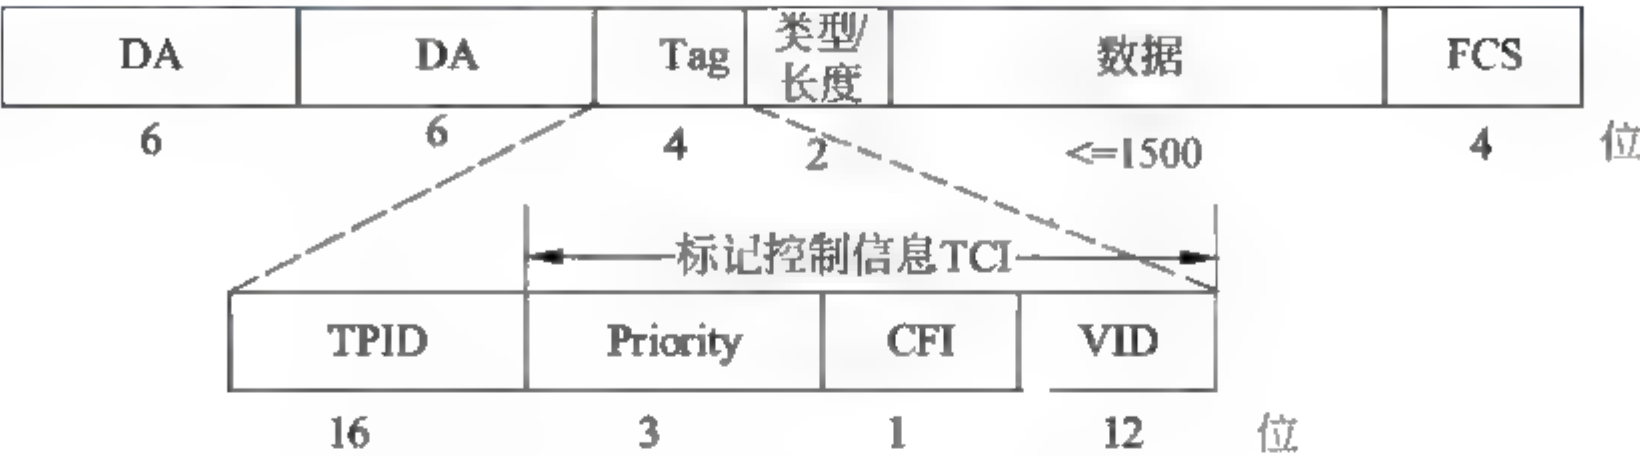 DA DA Tag 类型/ 数据 FCS
长度
6 6 4 2 <=1500 4 位
标记控制信息TCI
TPID Priority CFI VID
16 3 1 12 位